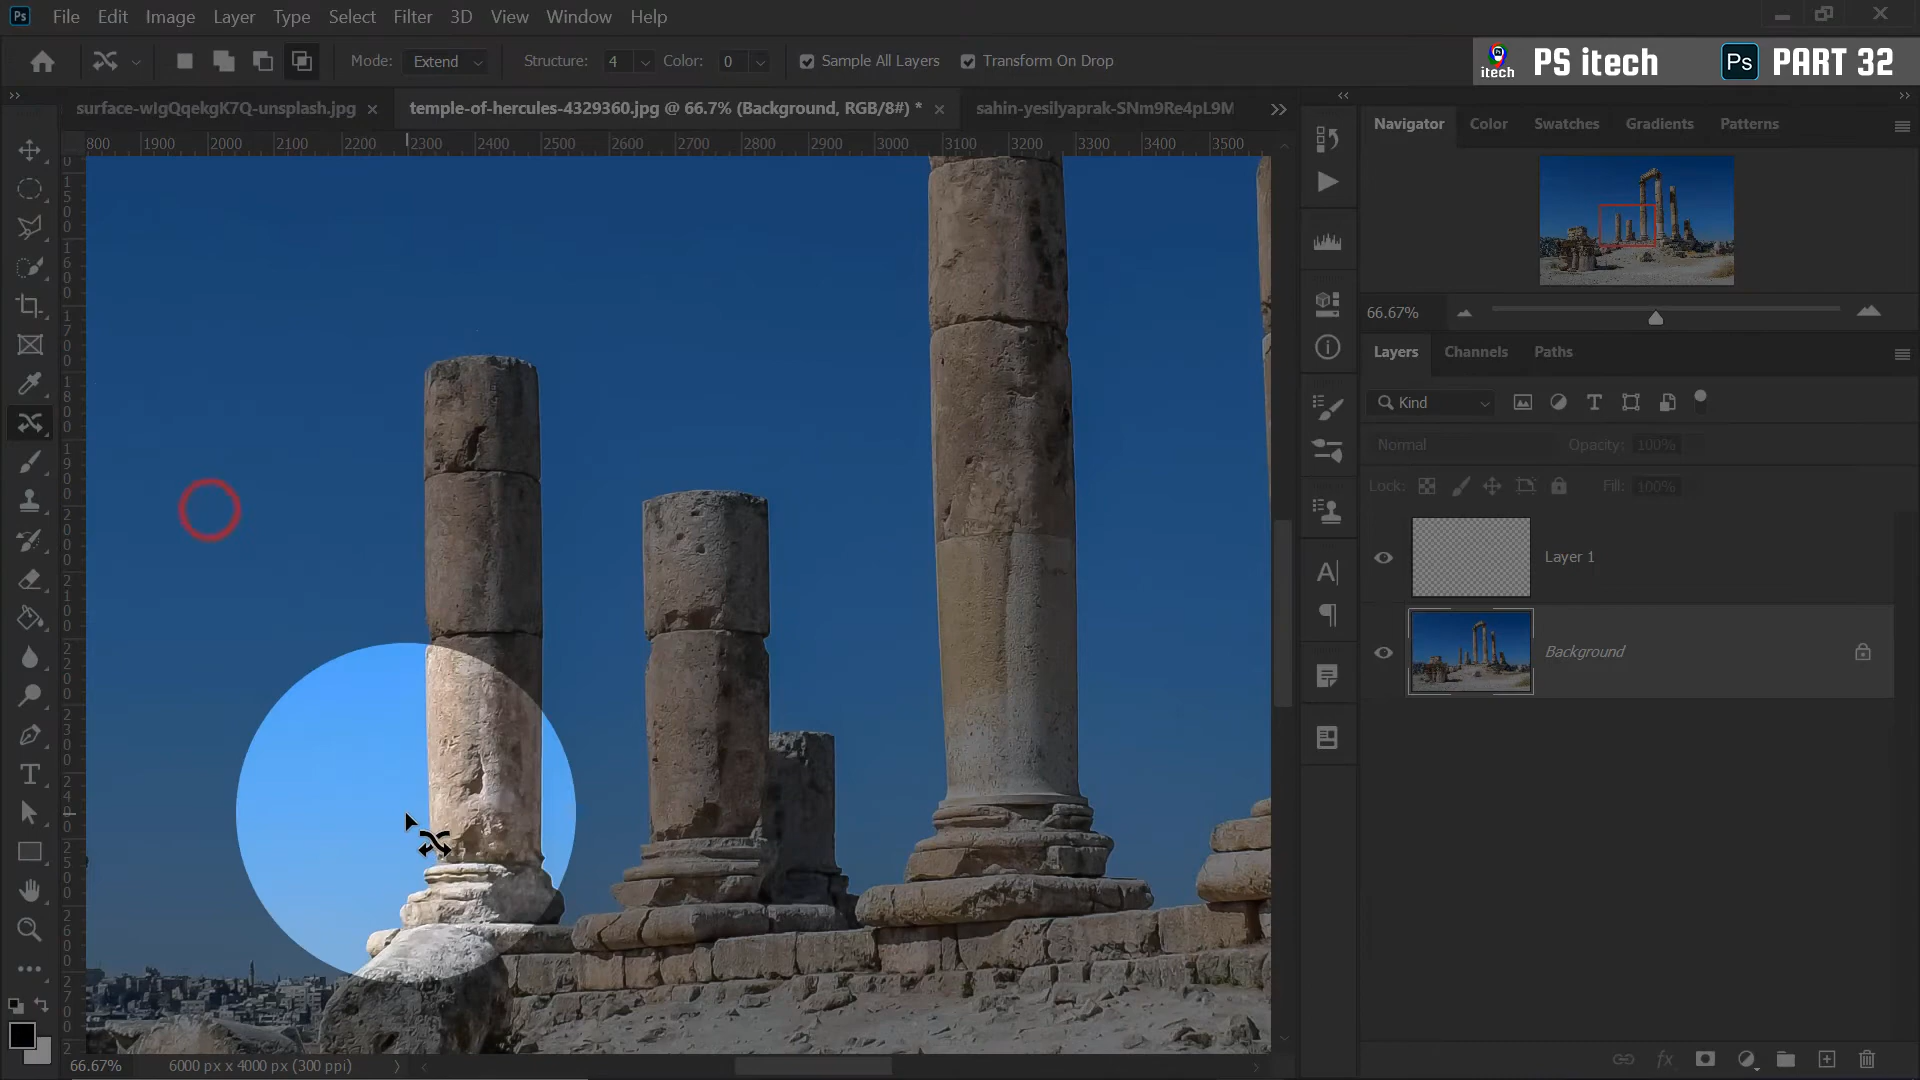 Ps File Edit Image Layer Type Select Filter 3D View Window Help
Mode: Extend Structure: 4 Color: 0 Sample All Layers Transform On Drop
itech PS itech Ps PART 32
surface-wIgQqekgK7Q-unsplash.jpg temple-of-hercules-4329360.jpg @ 66.7% (Background, RGB/8#) * sahin-yesilyaprak-SNm9Re4pL9M
Navigator Color Swatches Gradients Patterns
800 1900 2000 2100 2200 2300 2400 2500 2600 2700 2800 2900 3000 3100 3200 3300 3400 3500
66.67%
Layers Channels Paths
Kind
Normal Opacity: 100%
Lock: Fill: 100%
Layer 1
Background
66.67% 6000 px x 4000 px (300 ppi)